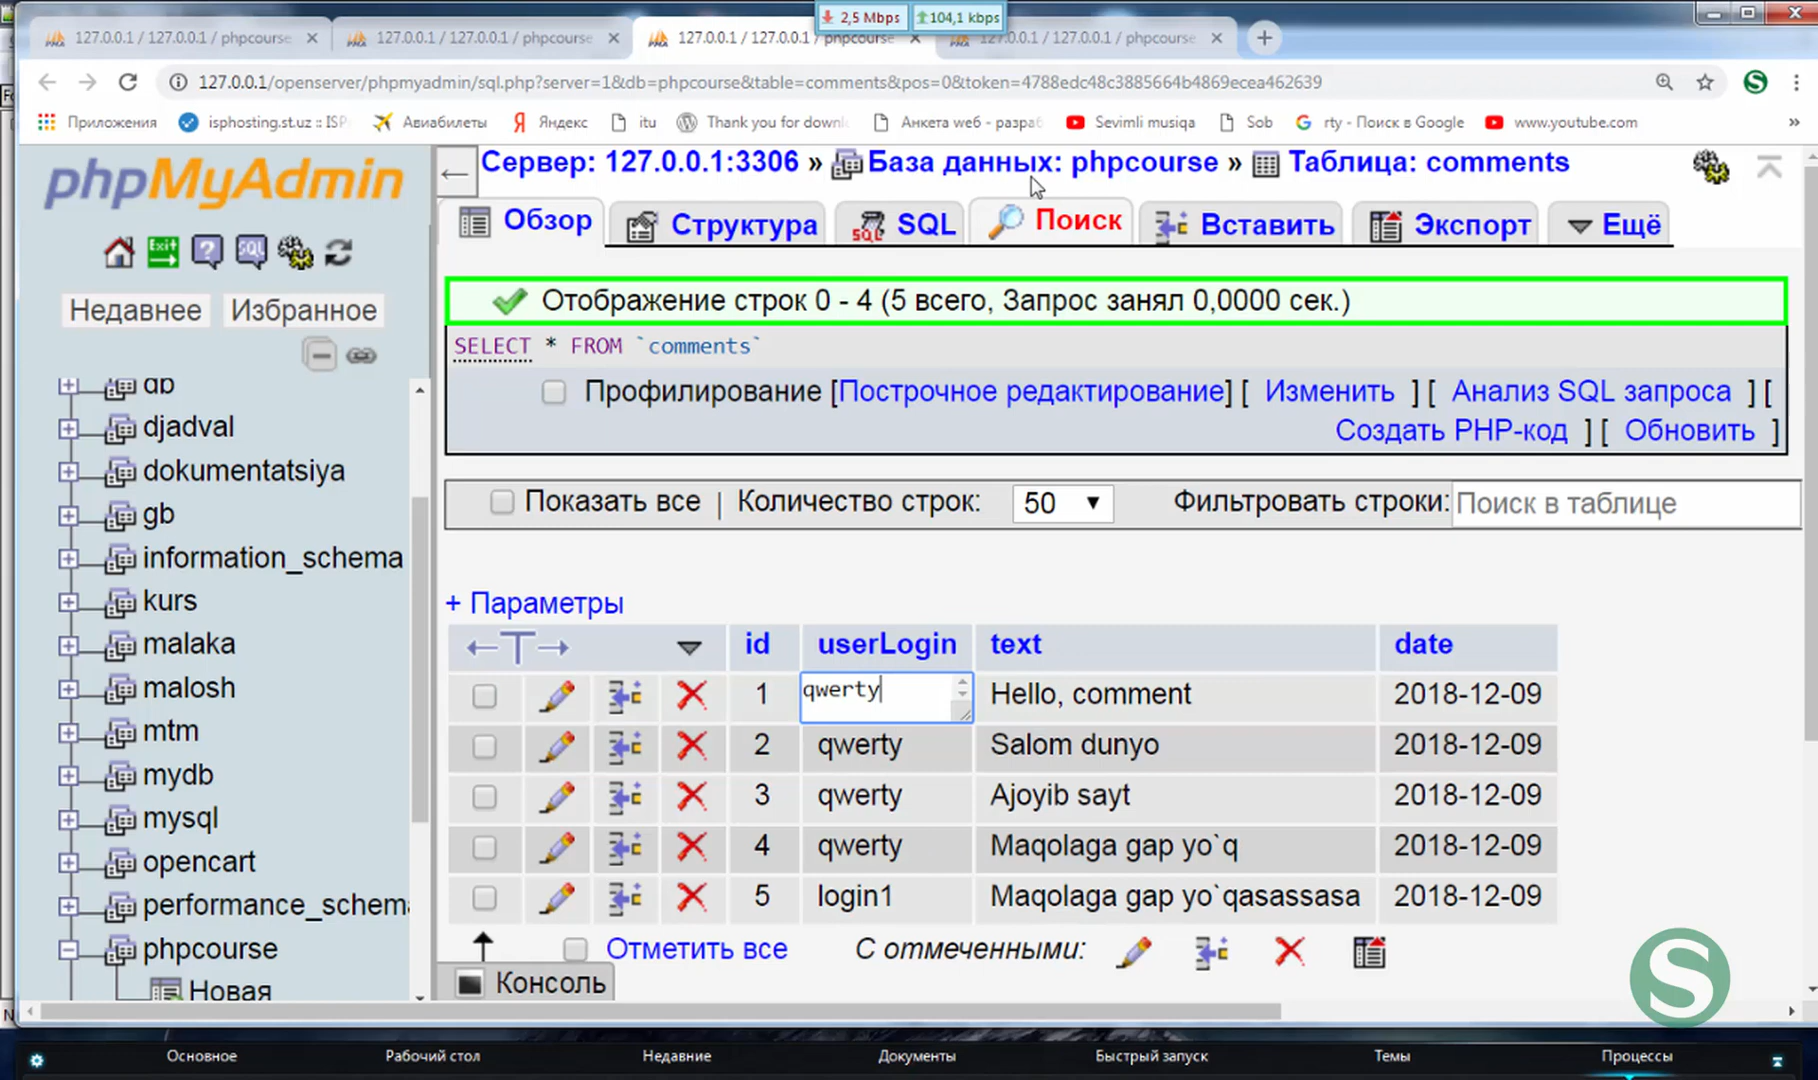 2,5 Mbps 104,1 kbps
127.0.0.1 / 127.0.0.1 / phpcourse
127.0.0.1 / 127.0.0.1 / phpcourse
127.0.0.1 / 127.0.0.1 / phpcourse
127.0.0.1 / 127.0.0.1 / phpcourse
127.0.0.1/openserver/phpmyadmin/sql.php?server=1&db=phpcourse&table=comments&pos=0&token=4788edc48c3885664b4869ecea462639
Приложения isphosting.st.uz :: ISP Авиабилеты Яндекс itu Thank you for downl Анкета web - разраб Sevimli musiqa Sob rty - Поиск в Google www.youtube.com »
phpMyAdmin
Недавнее Избранное
qb
djadval
dokumentatsiya
gb
information_schema
kurs
malaka
malosh
mtm
mydb
mysql
opencart
performance_schema
phpcourse
Новая
Сервер: 127.0.0.1:3306 » База данных: phpcourse » Таблица: comments
Обзор Структура SQL Поиск Вставить Экспорт Ещё
Отображение строк 0 - 4 (5 всего, Запрос занял 0,0000 сек.)
SELECT * FROM `comments`
Профилирование [Построчное редактирование] [ Изменить ] [ Анализ SQL запроса ] [
Создать PHP-код ] [ Обновить ]
Показать все | Количество строк: 50 Фильтровать строки: Поиск в таблице
+ Параметры
←T→ id userLogin text date
1 qwerty Hello, comment 2018-12-09
2 qwerty Salom dunyo 2018-12-09
3 qwerty Ajoyib sayt 2018-12-09
4 qwerty Maqolaga gap yo`q 2018-12-09
5 login1 Maqolaga gap yo`qasassasa 2018-12-09
Отметить все С отмеченными:
Консоль
S
Основное Рабочий стол Недавние Документы Быстрый запуск Темы Процессы